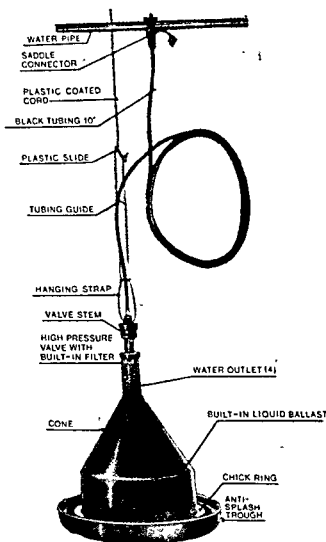 WATER PIPE
SADDLE
CONNECTOR
PLASTIC COATED
CORD
BLACK TUBING 10'
PLASTIC SLIDE
TUBING GUIDE
HANGING STRAP
VALVE STEM
HIGH PRESSURE
VALVE WITH
BUILT-IN FILTER
WATER OUTLET (4)
CONE
BUILT-IN LIQUID BALLAST
CHICK RING
ANTI-
SPLASH
TROUGH